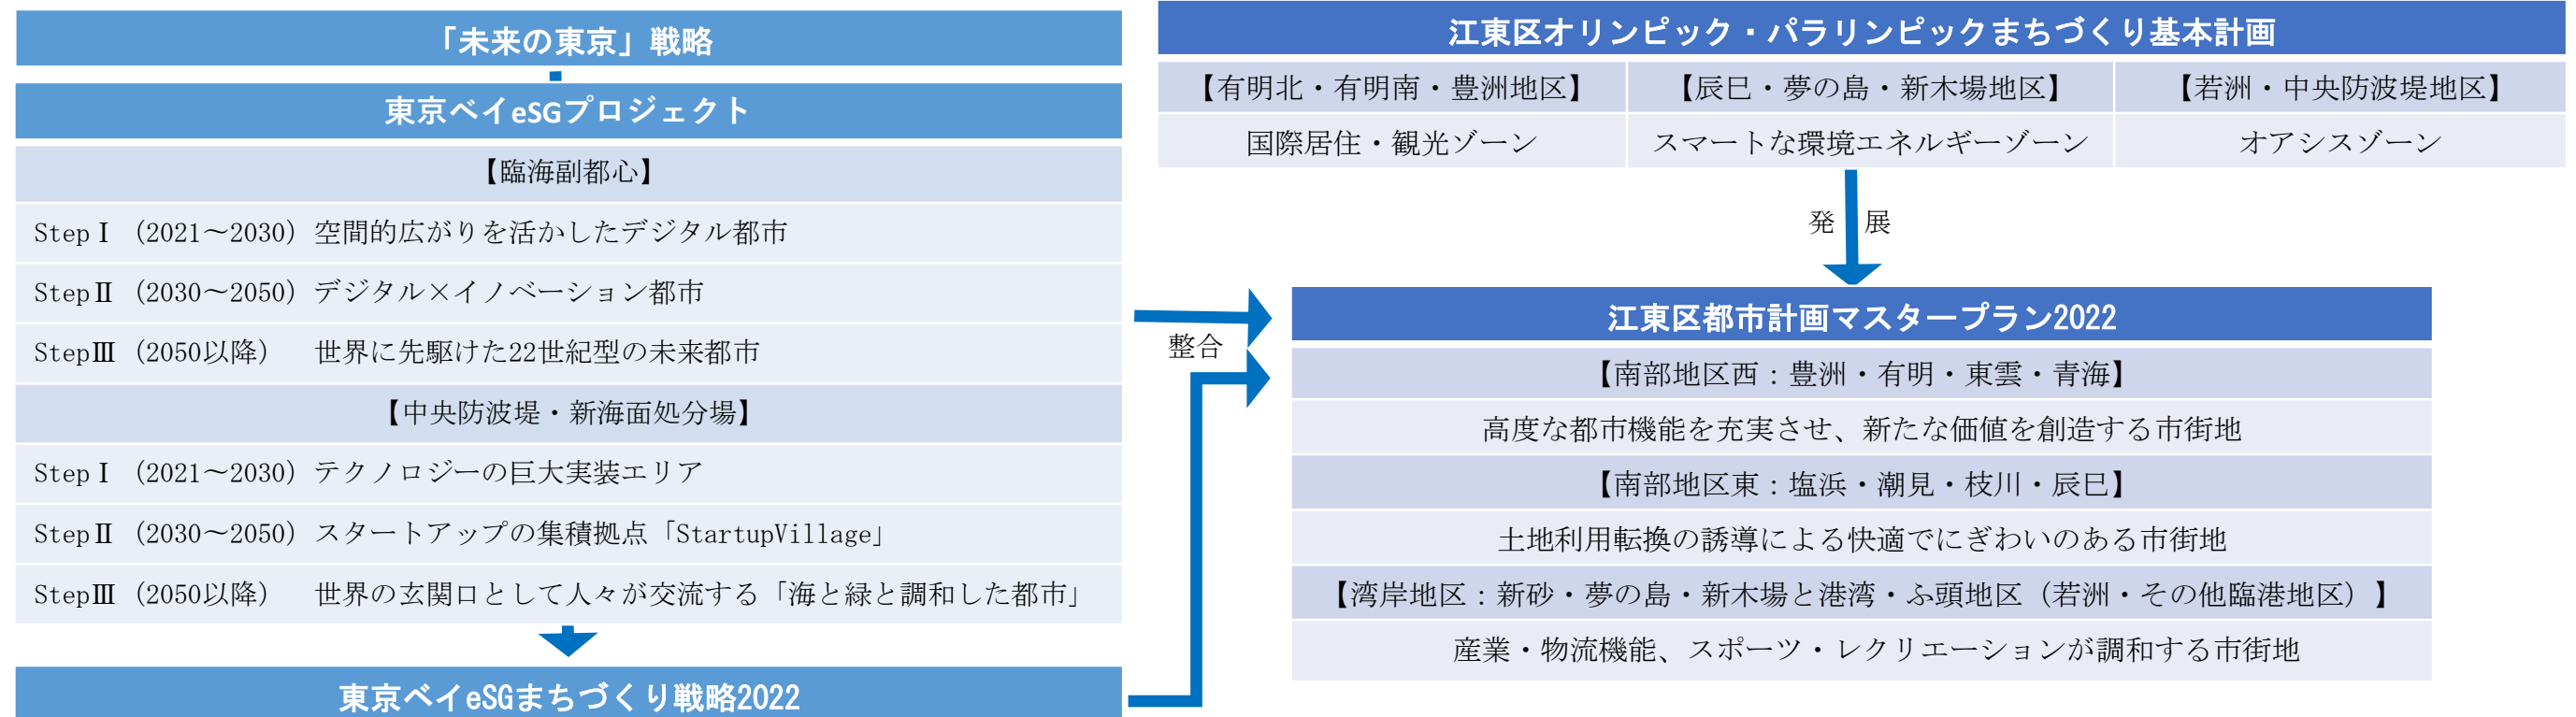 「未来の東京」戦略
東京ベイeSGプロジェクト
【臨海副都心】
StepⅠ（2021～2030）空間的広がりを活かしたデジタル都市
StepⅡ（2030～2050）デジタル×イノベーション都市
StepⅢ（2050以降）　世界に先駆けた22世紀型の未来都市
【中央防波堤・新海面処分場】
StepⅠ（2021～2030）テクノロジーの巨大実装エリア
StepⅡ（2030～2050）スタートアップの集積拠点「StartupVillage」
StepⅢ（2050以降）　世界の玄関口として人々が交流する「海と緑と調和した都市」
東京ベイeSGまちづくり戦略2022
整合
江東区オリンピック・パラリンピックまちづくり基本計画
【有明北・有明南・豊洲地区】
【辰巳・夢の島・新木場地区】
【若洲・中央防波堤地区】
国際居住・観光ゾーン
スマートな環境エネルギーゾーン
オアシスゾーン
発展
江東区都市計画マスタープラン2022
【南部地区西：豊洲・有明・東雲・青海】
高度な都市機能を充実させ、新たな価値を創造する市街地
【南部地区東：塩浜・潮見・枝川・辰巳】
土地利用転換の誘導による快適でにぎわいのある市街地
【湾岸地区：新砂・夢の島・新木場と港湾・ふ頭地区（若洲・その他臨港地区）】
産業・物流機能、スポーツ・レクリエーションが調和する市街地